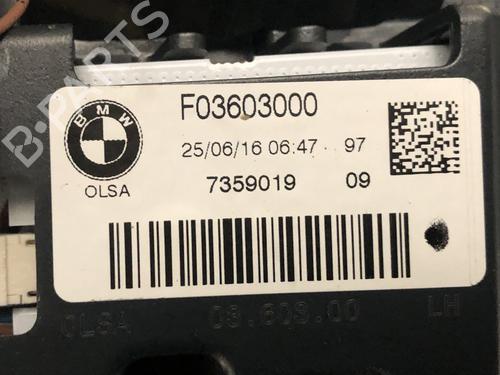 B-PARTS
BMW
OLSA
F03603000
25/06/16 06:47 97
7359019 09
OLSA 03.603.00 LH